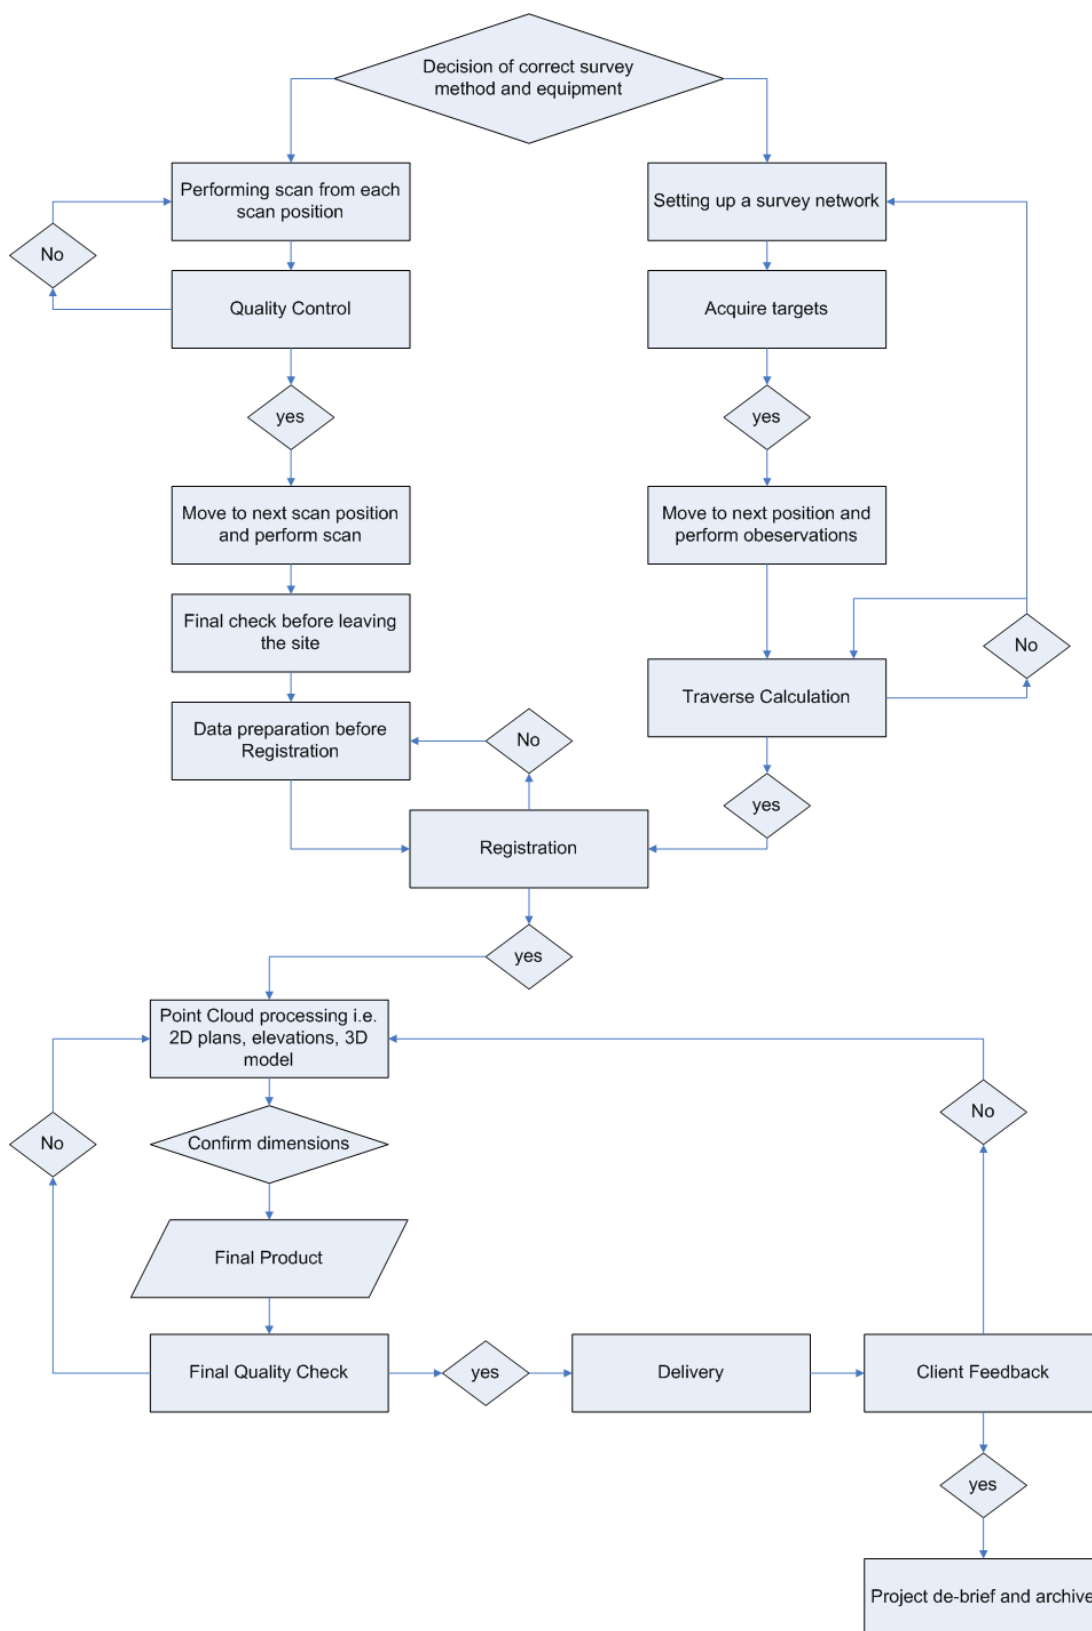 Decision of correct survey
method and equipment
Performing scan from each
scan position
Setting up a survey network
No
Quality Control
Acquire targets
yes
yes
Move to next scan position
and perform scan
Move to next position and
perform obeservations
Final check before leaving
the site
No
Traverse Calculation
Data preparation before
Registration
No
yes
Registration
yes
Point Cloud processing i.e.
2D plans, elevations, 3D
model
No
No
Confirm dimensions
Final Product
Final Quality Check
yes
Delivery
Client Feedback
yes
Project de-brief and archive